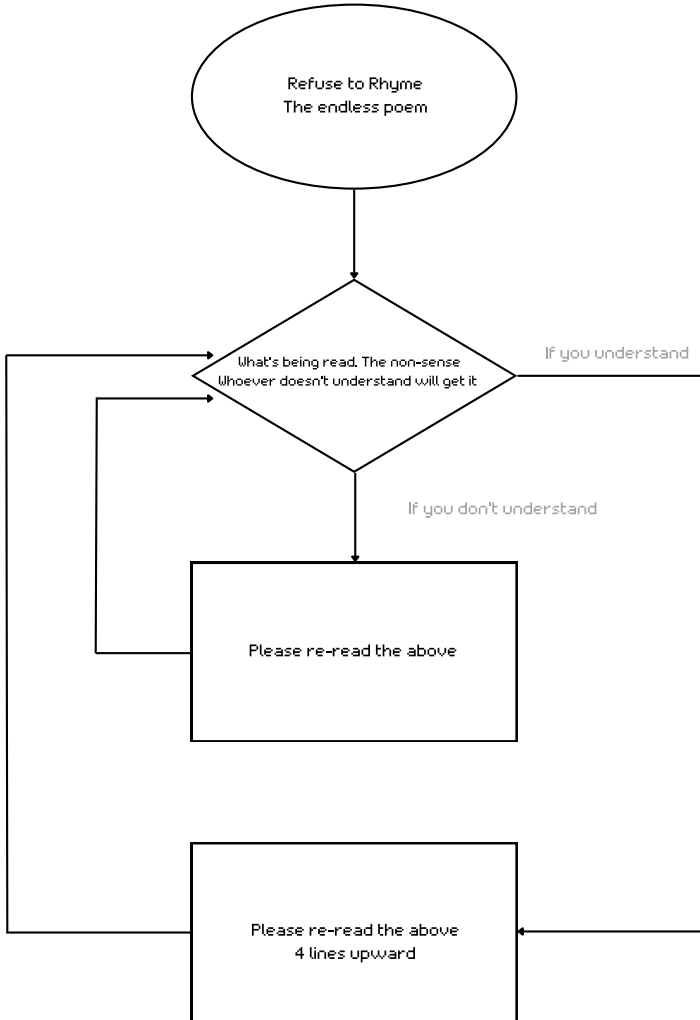 Refuse to Rhyme
The endless poem
What's being read. The non-sense
Whoever doesn't understand will get it
If you understand
If you don't understand
Please re-read the above
Please re-read the above
4 lines upward